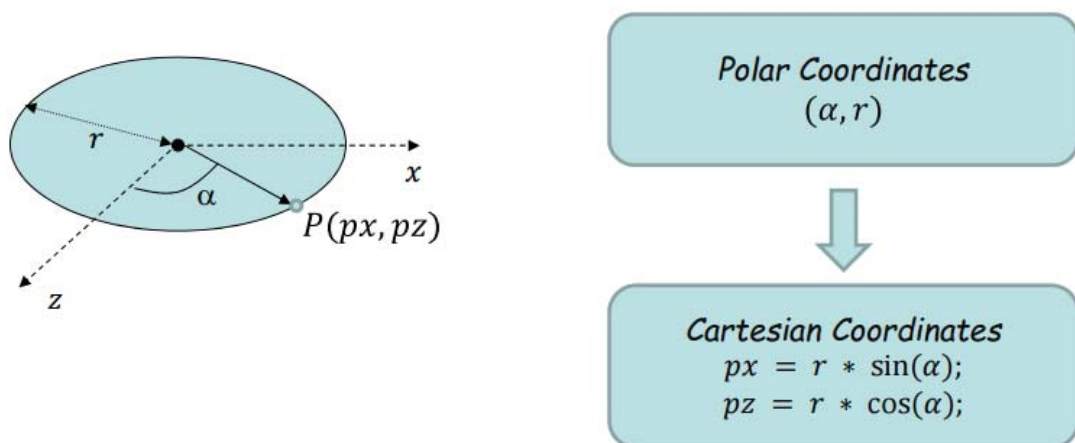 r
α
x
P(px, pz)
z
Polar Coordinates
(α, r)
Cartesian Coordinates
px = r * sin(α);
pz = r * cos(α);